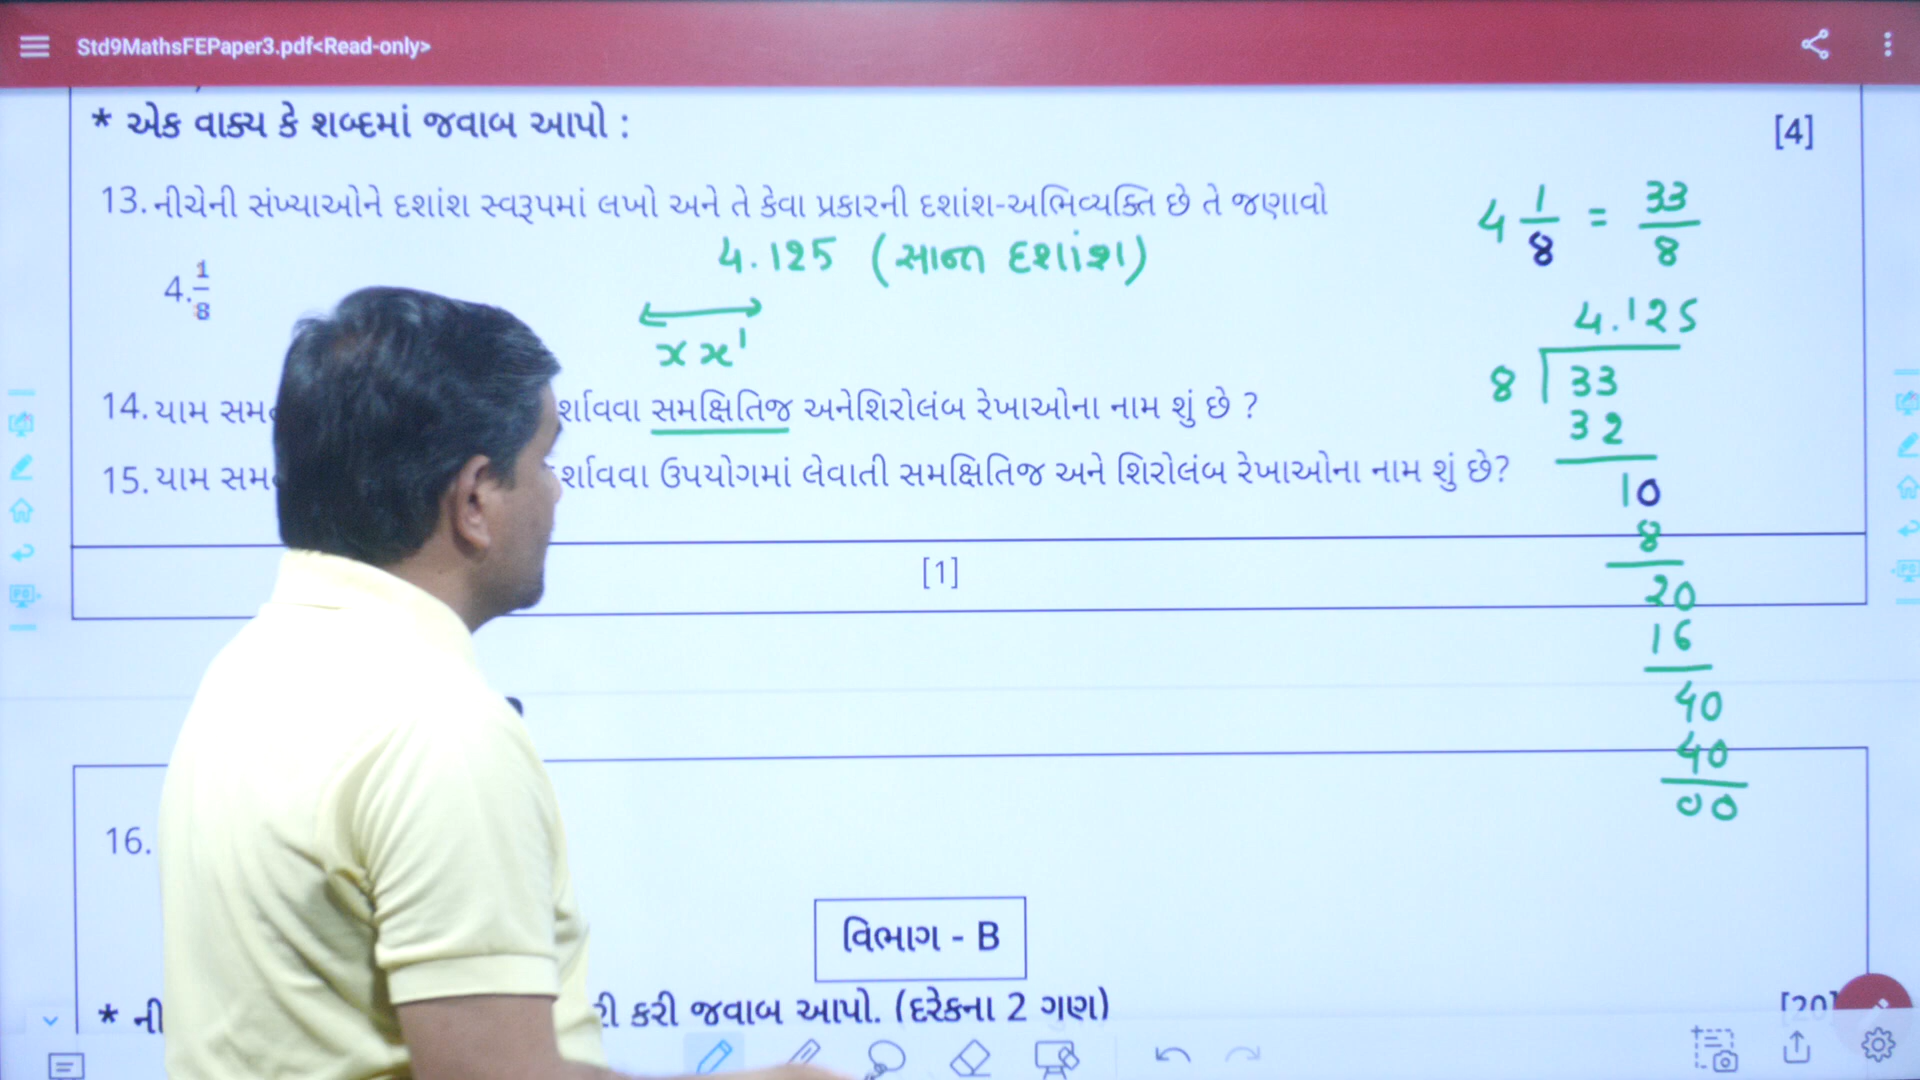 Std9MathsFEPaper3.pdf<Read-only>
* એક વાક્ય કે શબ્દમાં જવાબ આપો : [4]
13. નીચેની સંખ્યાઓને દશાંશ સ્વરૂપમાં લખો અને તે કેવા પ્રકારની દશાંશ-અભિવ્યક્તિ છે તે જણાવો
4.125 (સાન્ત દશાંશ)
4. 1/8
x x'
14. યામ સમ
ર્શાવવા સમક્ષિતિજ અનેશિરોલંબ રેખાઓના નામ શું છે ?
15. યામ સમ
ર્શાવવા ઉપયોગમાં લેવાતી સમક્ષિતિજ અને શિરોલંબ રેખાઓના નામ શું છે?
[1]
4 1/8 = 33/8
4.125
8 33
32
10
8
20
16
40
40
00
16.
વિભાગ - B
* ની
રી કરી જવાબ આપો. (દરેકના 2 ગણ) [20]